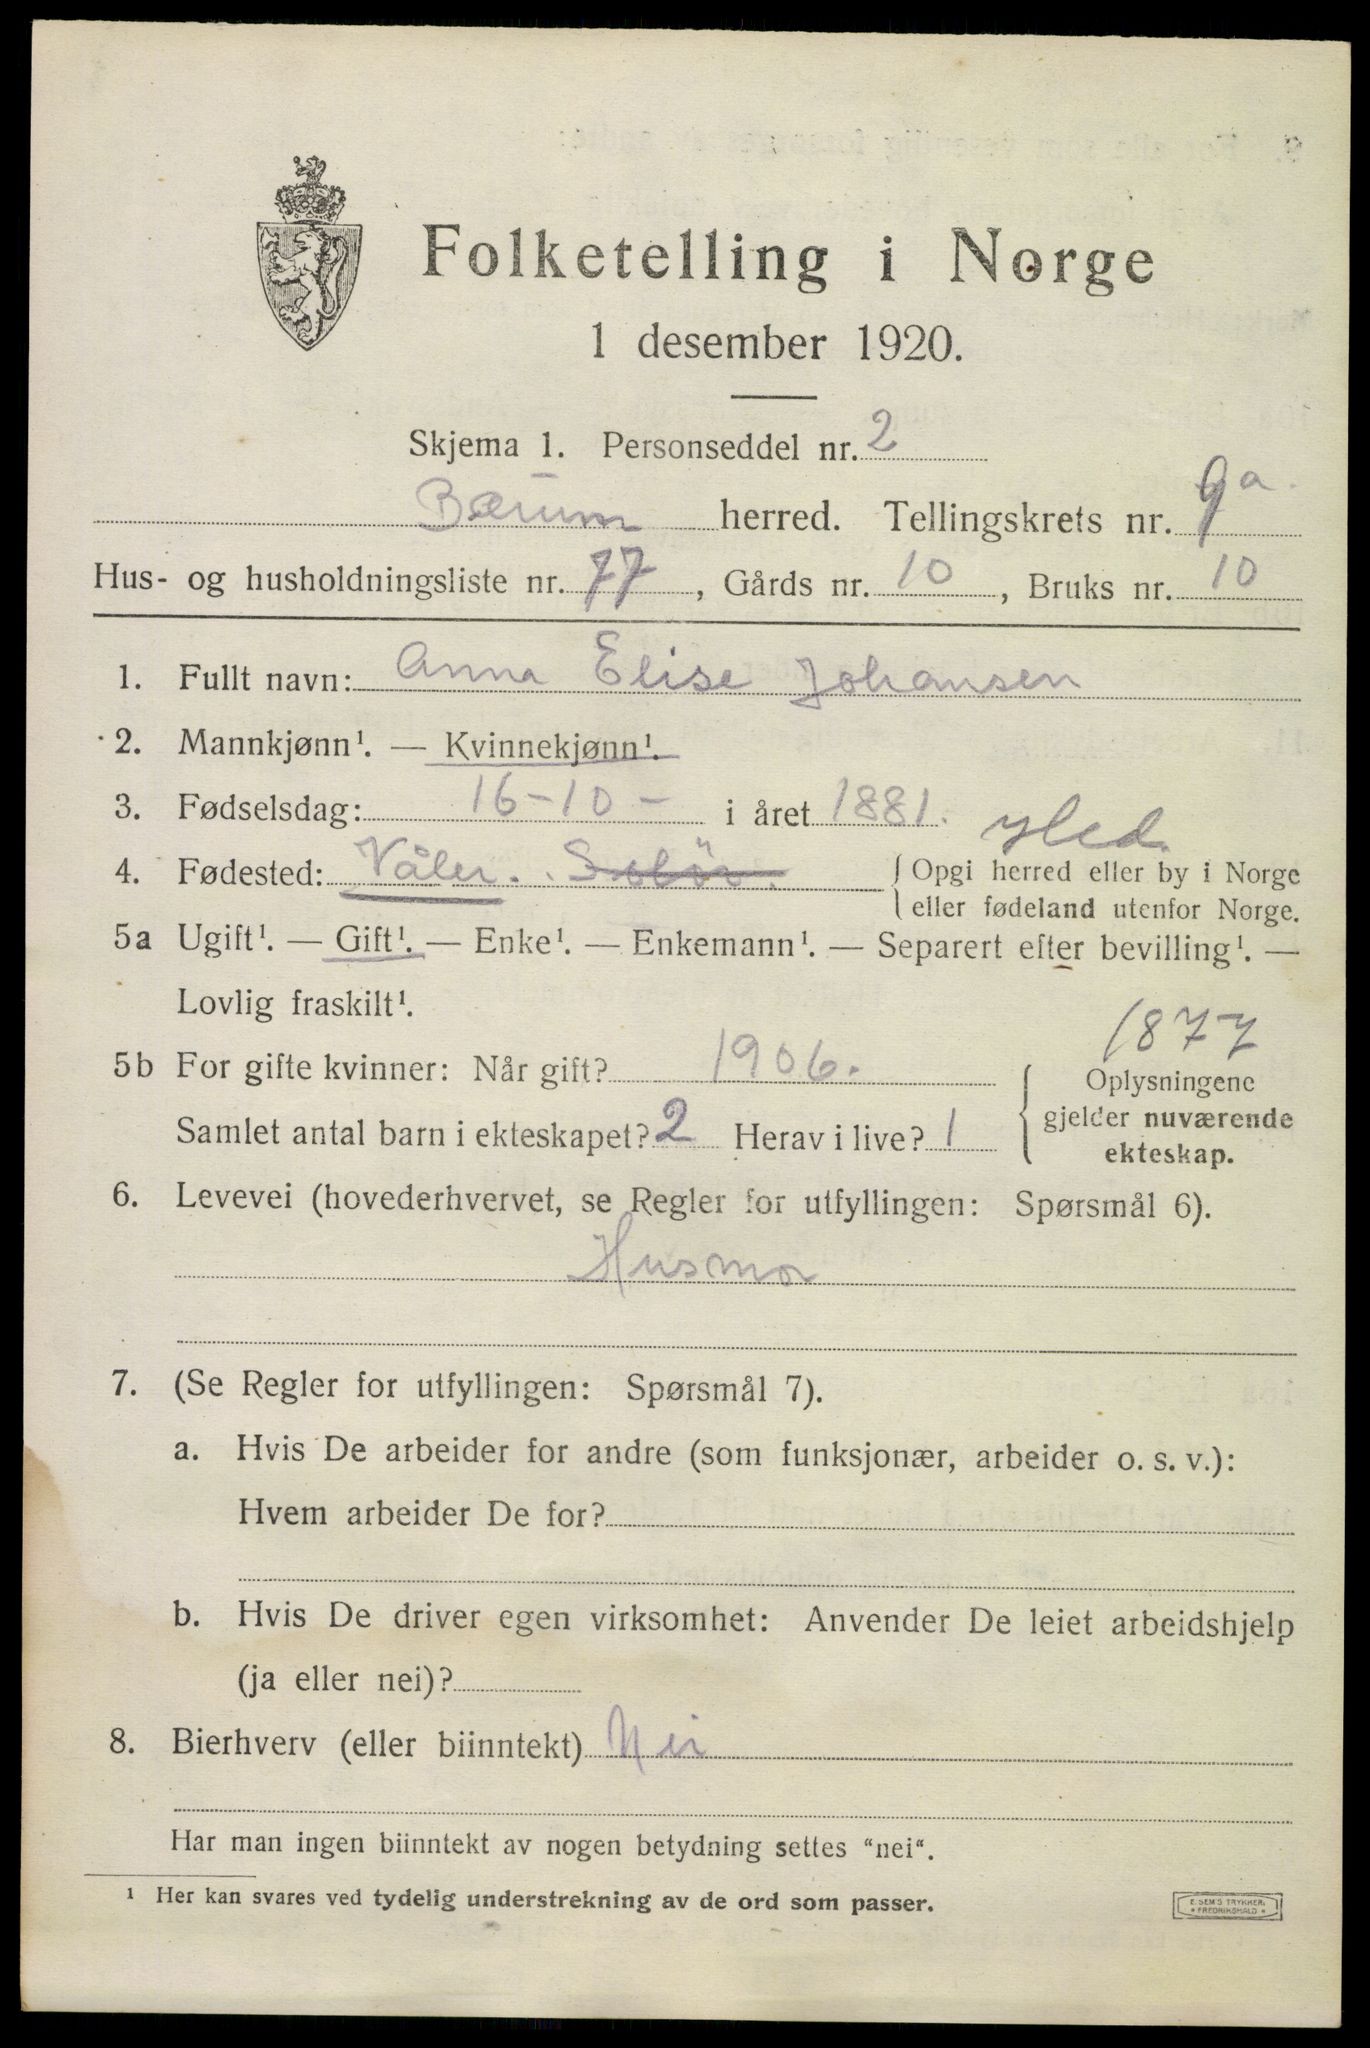 Folketelling i Norge
1 desember 1920.
Skjema 1. Personseddel nr. 2
Bærum herred. Tellingskrets nr. 9a.
Hus- og husholdningsliste nr. 77, Gårds nr. 10, Bruks nr. 10
1. Fullt navn: Anna Elise Johansen
2. Mannkjønn¹. — Kvinnekjønn¹.
3. Fødselsdag: 16-10- i året 1881.
Hed.
4. Fødested: Våler. Solör. { Opgi herred eller by i Norge
eller fødeland utenfor Norge.
5a Ugift¹. — Gift¹. — Enke¹. — Enkemann¹. — Separert efter bevilling¹. —
Lovlig fraskilt¹.
1877
5b For gifte kvinner: Når gift? 1906. { Oplysningene
gjelder nuværende
Samlet antal barn i ekteskapet? 2 Herav i live? 1
ekteskap.
6. Levevei (hovederhvervet, se Regler for utfyllingen: Spørsmål 6).
Husmor
7. (Se Regler for utfyllingen: Spørsmål 7).
a. Hvis De arbeider for andre (som funksjonær, arbeider o. s. v.):
Hvem arbeider De for?
b. Hvis De driver egen virksomhet: Anvender De leiet arbeidshjelp
(ja eller nei)?
8. Bierhverv (eller biinntekt) Nei
Har man ingen biinntekt av nogen betydning settes “nei“.
¹ Her kan svares ved tydelig understrekning av de ord som passer.
E. SEM'S TRYKKERI
* FREDRIKSHALD *